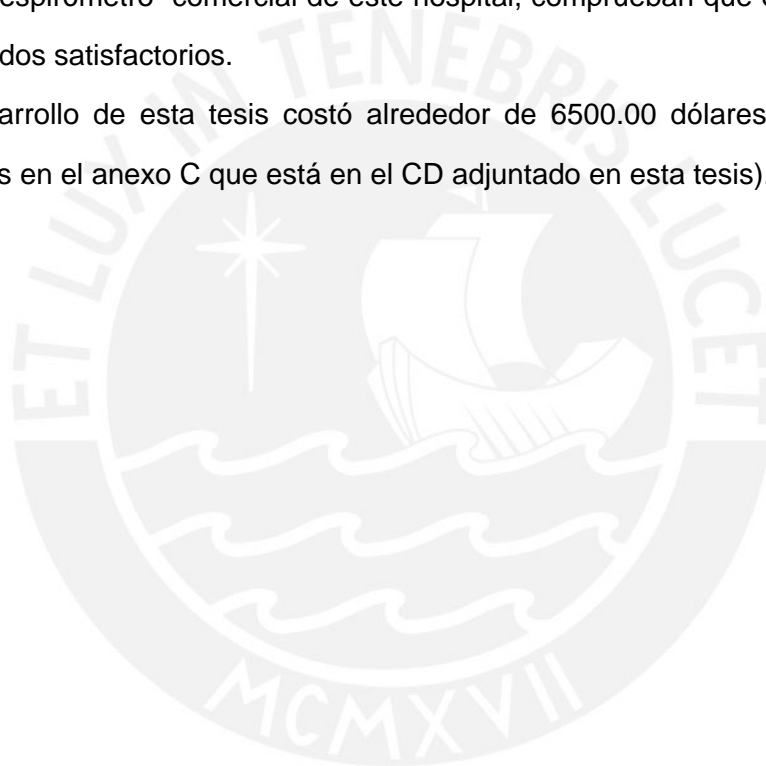 espirómetro" comercial de este hospital, comprueban que
dos satisfactorios.
arrollo de esta tesis costó alrededor de 6500.00 dólares
s en el anexo C que está en el CD adjuntado en esta tesis).
ET LUX IN TENEBRIS LUCET
MCMXVII